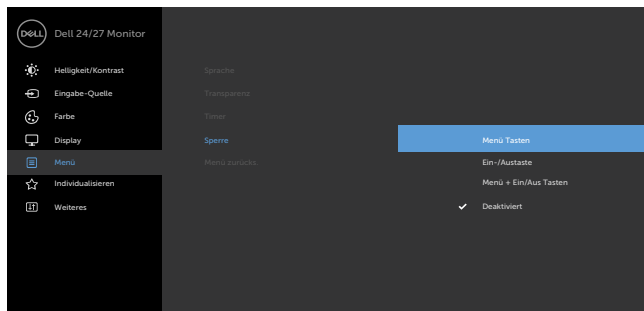 DELL Dell 24/27 Monitor
Helligkeit/Kontrast
Eingabe-Quelle
Farbe
Display
Menü
Individualisieren
Weiteres
Sprache
Transparenz
Timer
Sperre
Menü zurücks.
Menü Tasten
Ein-/Austaste
Menü + Ein/Aus Tasten
Deaktiviert